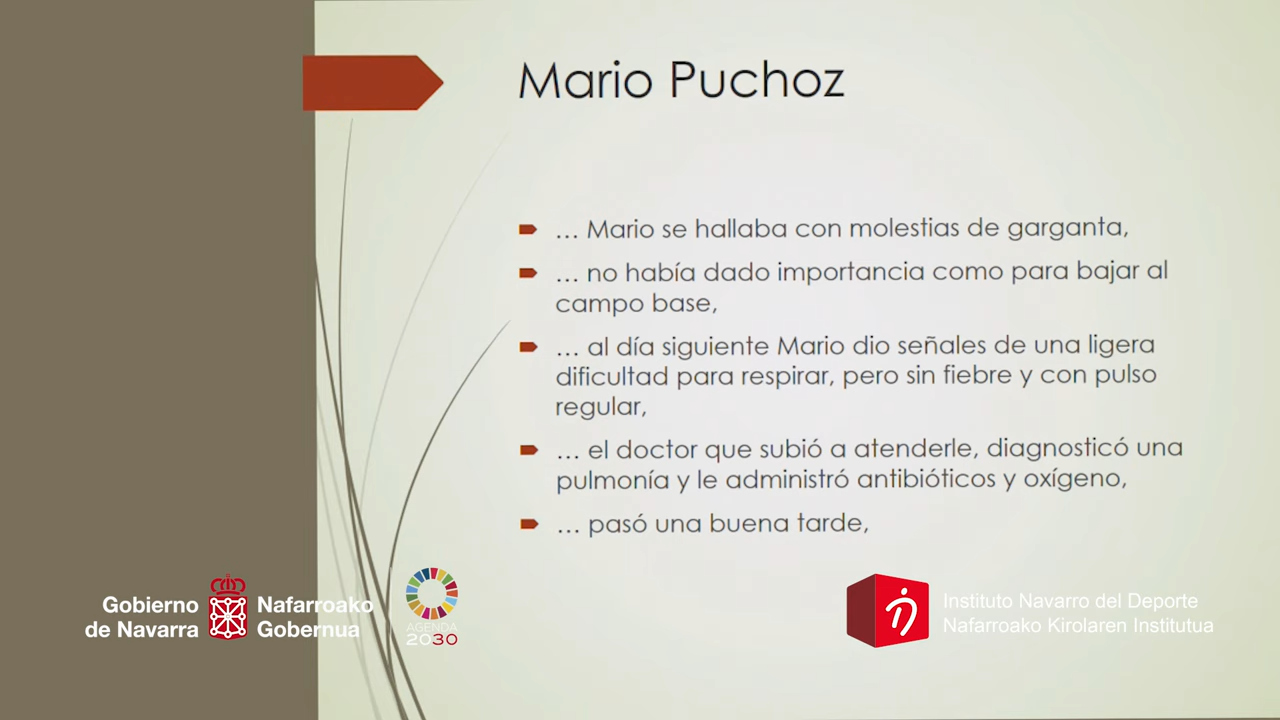 Mario Puchoz
… Mario se hallaba con molestias de garganta,
… no había dado importancia como para bajar al
campo base,
… al día siguiente Mario dio señales de una ligera
dificultad para respirar, pero sin fiebre y con pulso
regular,
… el doctor que subió a atenderle, diagnosticó una
pulmonía y le administró antibióticos y oxígeno,
… pasó una buena tarde,
Gobierno
de Navarra
Nafarroako
Gobernua
AGENDA
2030
Instituto Navarro del Deporte
Nafarroako Kirolaren Institutua